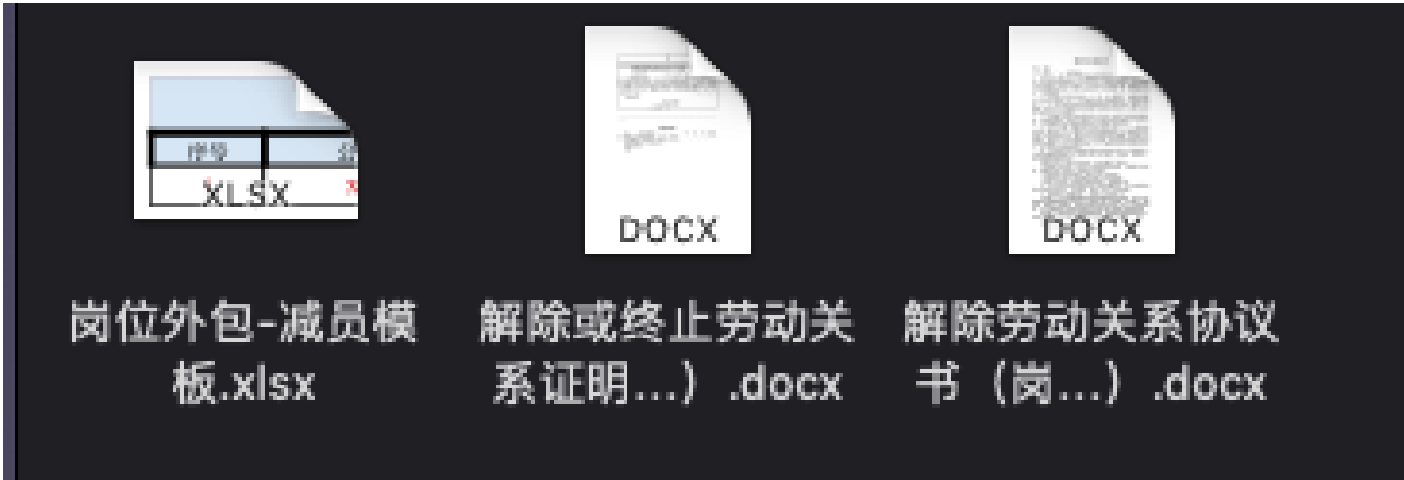 序号
XLSX
DOCX
DOCX
岗位外包-减员模
板.xlsx
解除或终止劳动关
系证明...）.docx
解除劳动关系协议
书（岗...）.docx